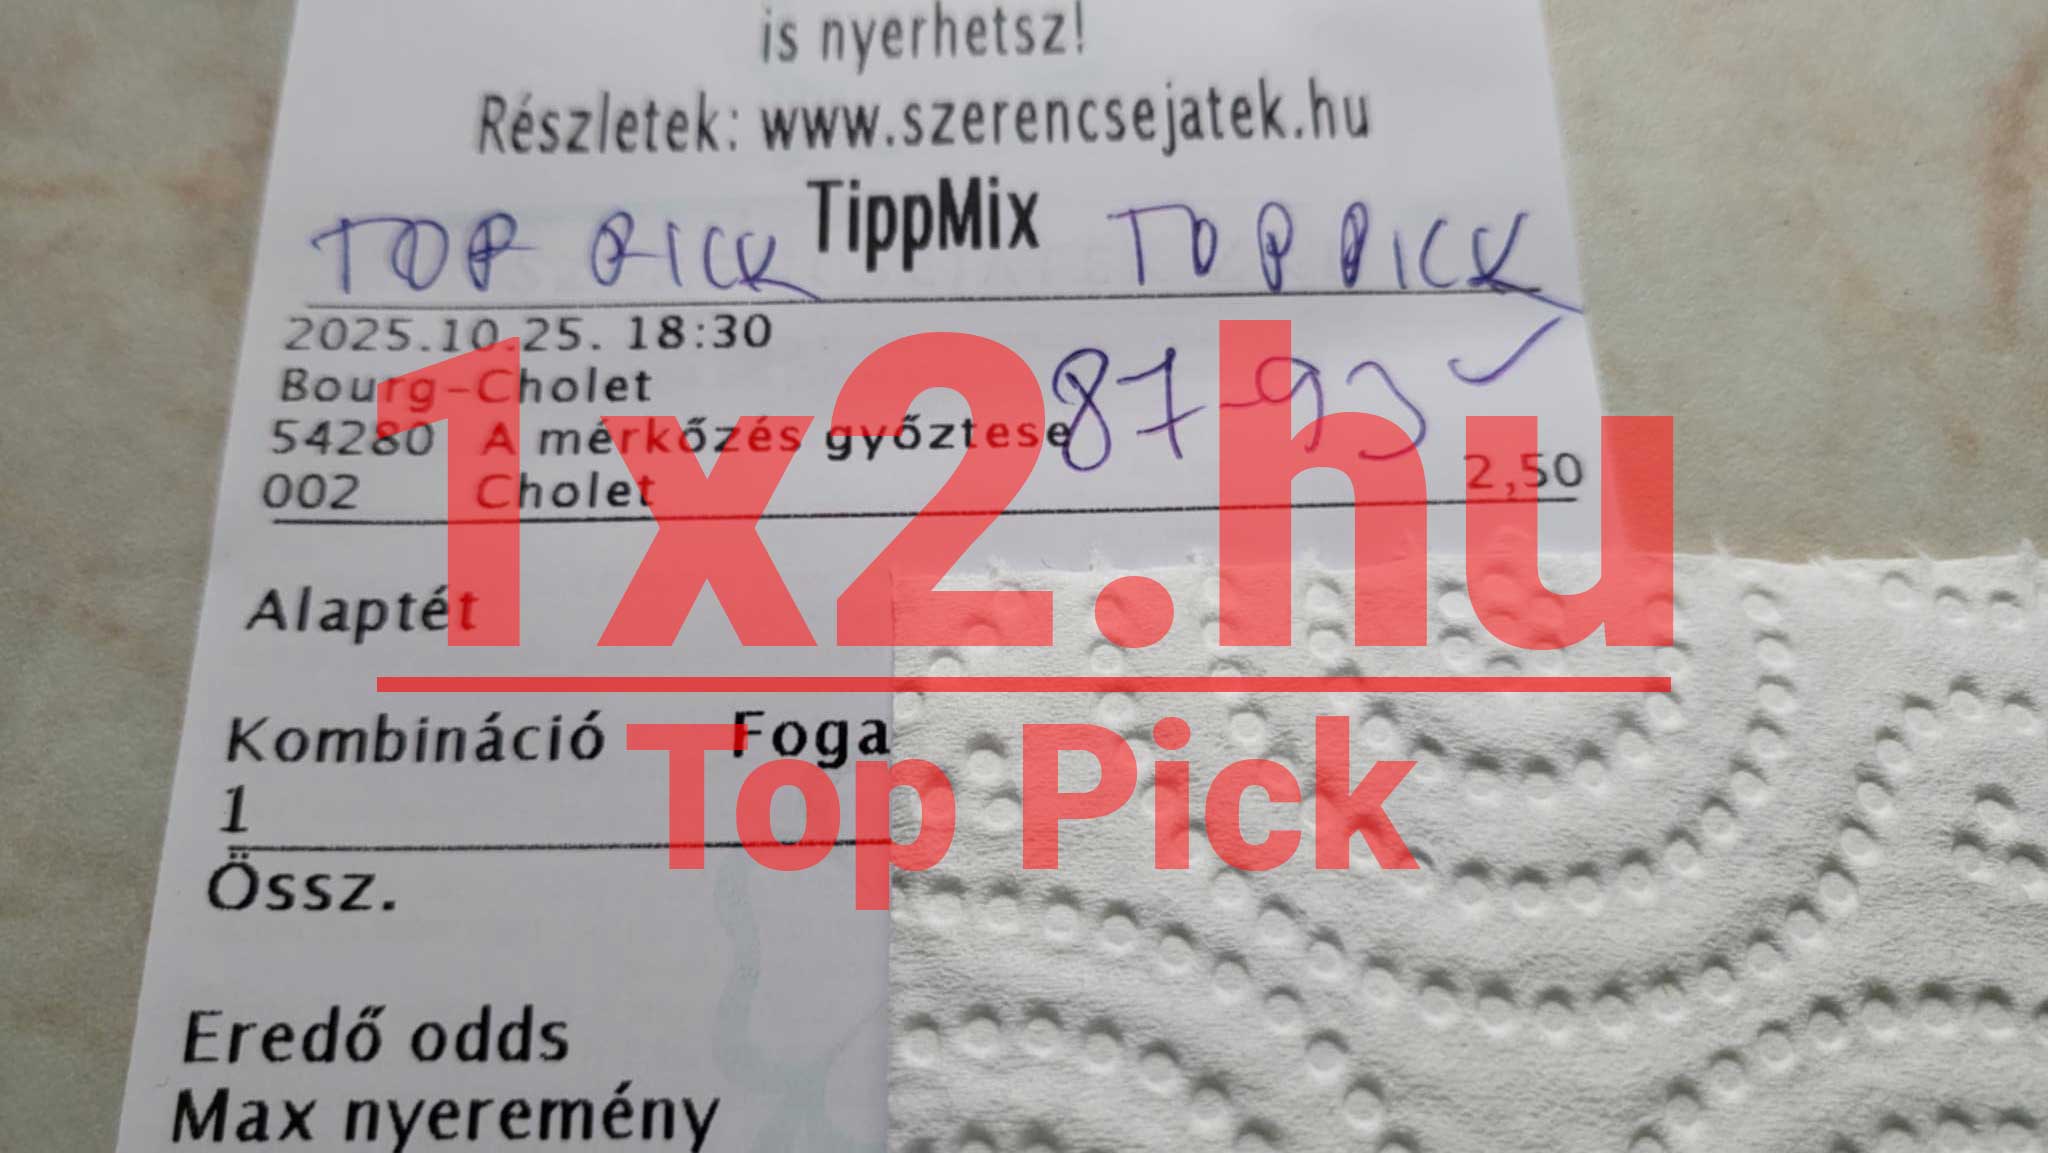 is nyerhetsz!
Részletek: www.szerencsejatek.hu
TOP PICK TippMix TOP PICK
2025.10.25. 18:30
Bourg-Cholet
87-93 ✓
54280 A mérkőzés győztese
002 Cholet 2,50
1x2.hu
Alaptét
Top Pick
Kombináció Foga
1
Össz.
Eredő odds
Max nyeremény